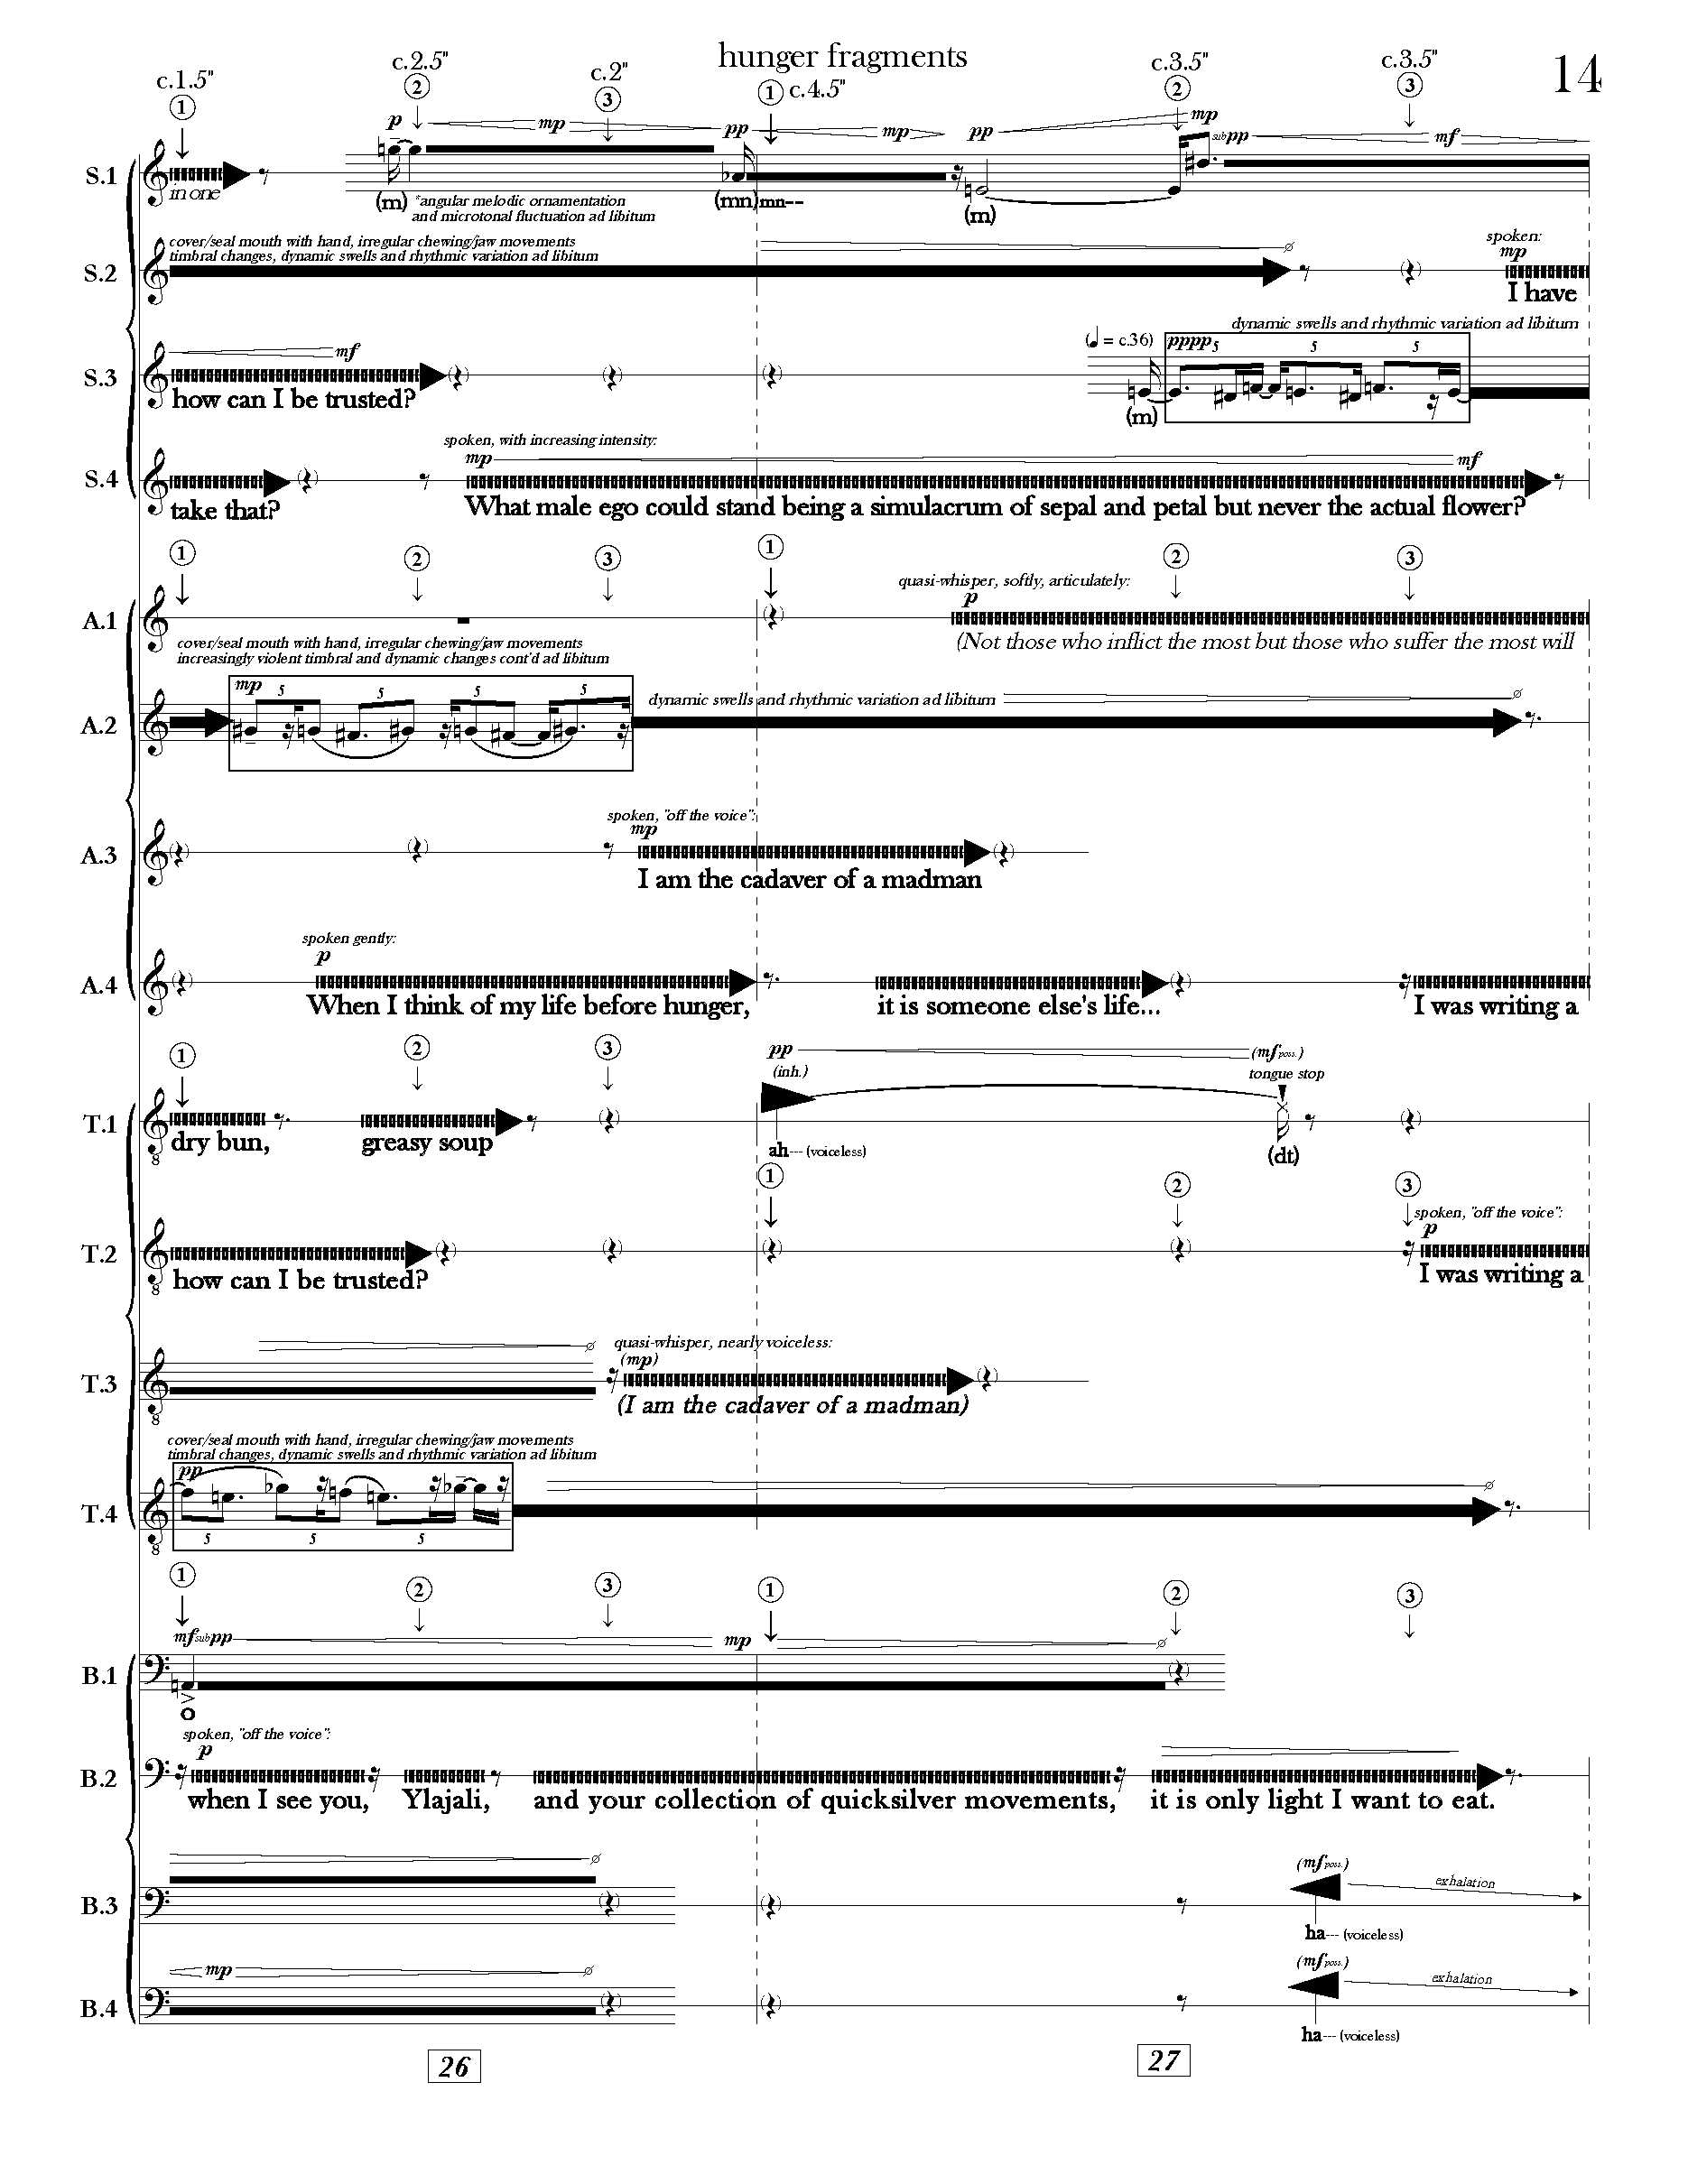 hunger fragments
14
c.1.5" c.2.5" c.2" c.4.5" c.3.5" c.3.5"
1 2 3 1 2 3
p mp pp mp pp mp sub pp mf
S.1
in one
(m) (mn) mn-- (m)
*angular melodic ornamentation
and microtonal fluctuation ad libitum
cover/seal mouth with hand, irregular chewing/jaw movements
timbral changes, dynamic swells and rhythmic variation ad libitum
spoken:
mp
S.2
I have
dynamic swells and rhythmic variation ad libitum
mf (♩ = c.36) pppp
5 5 5
S.3
how can I be trusted? (m)
spoken, with increasing intensity:
mp mf
S.4
take that? What male ego could stand being a simulacrum of sepal and petal but never the actual flower?
1 2 3 1 2 3
quasi-whisper, softly, articulately:
p
A.1
(Not those who inflict the most but those who suffer the most will
cover/seal mouth with hand, irregular chewing/jaw movements
increasingly violent timbral and dynamic changes cont'd ad libitum
mp 5 5 5 5
dynamic swells and rhythmic variation ad libitum
A.2
spoken, "off the voice":
mp
A.3
I am the cadaver of a madman
spoken gently:
p
A.4
When I think of my life before hunger, it is someone else's life... I was writing a
1 2 3
pp (mf poss.)
(inh.) tongue stop
T.1
dry bun, greasy soup ah--- (voiceless) (dt)
1 2 3
spoken, "off the voice":
p
T.2
how can I be trusted? I was writing a
quasi-whisper, nearly voiceless:
(mp)
T.3
(I am the cadaver of a madman)
cover/seal mouth with hand, irregular chewing/jaw movements
timbral changes, dynamic swells and rhythmic variation ad libitum
pp
T.4
5 5 5
1 2 3 1 2 3
mf sub pp mp
B.1
o
spoken, "off the voice":
p
B.2
when I see you, Ylajali, and your collection of quicksilver movements, it is only light I want to eat.
(mf poss.)
exhalation
B.3
ha--- (voiceless)
mp (mf poss.)
exhalation
B.4
ha--- (voiceless)
26 27